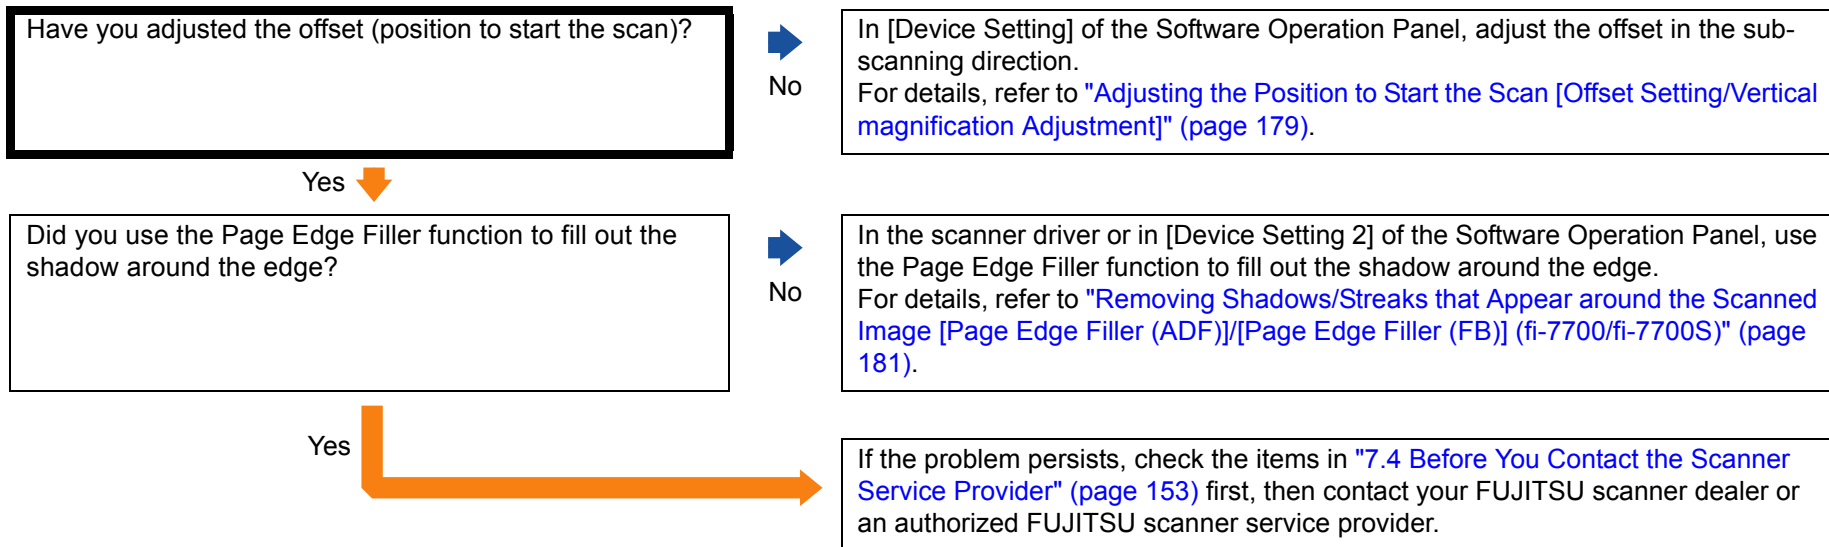 Have you adjusted the offset (position to start the scan)?
No
In [Device Setting] of the Software Operation Panel, adjust the offset in the sub-
scanning direction.
For details, refer to "Adjusting the Position to Start the Scan [Offset Setting/Vertical
magnification Adjustment]" (page 179).
Yes
Did you use the Page Edge Filler function to fill out the
shadow around the edge?
No
In the scanner driver or in [Device Setting 2] of the Software Operation Panel, use
the Page Edge Filler function to fill out the shadow around the edge.
For details, refer to "Removing Shadows/Streaks that Appear around the Scanned
Image [Page Edge Filler (ADF)]/[Page Edge Filler (FB)] (fi-7700/fi-7700S)" (page
181).
Yes
If the problem persists, check the items in "7.4 Before You Contact the Scanner
Service Provider" (page 153) first, then contact your FUJITSU scanner dealer or
an authorized FUJITSU scanner service provider.